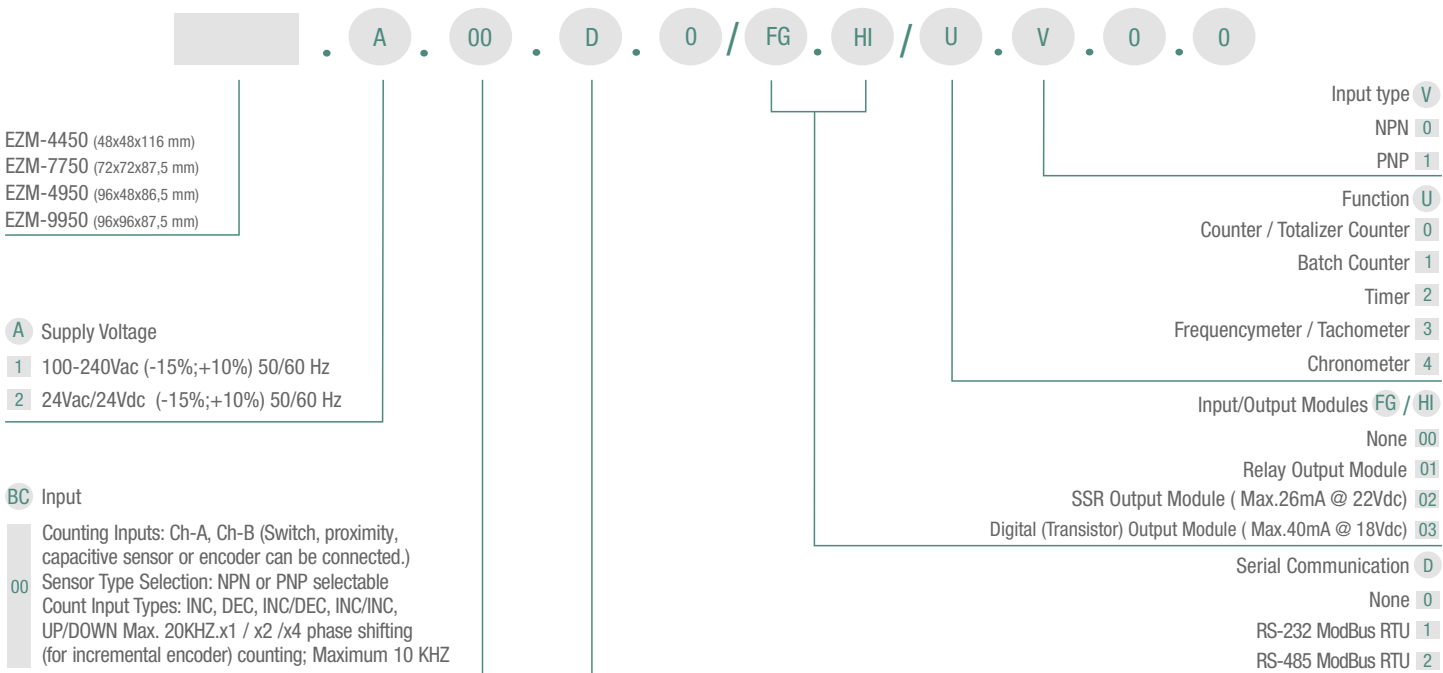 . A . 00 . D . 0 / FG . HI / U . V . 0 . 0
EZM-4450 (48x48x116 mm)
EZM-7750 (72x72x87,5 mm)
EZM-4950 (96x48x86,5 mm)
EZM-9950 (96x96x87,5 mm)
A Supply Voltage
1 100-240Vac (-15%;+10%) 50/60 Hz
2 24Vac/24Vdc (-15%;+10%) 50/60 Hz
BC Input
Counting Inputs: Ch-A, Ch-B (Switch, proximity,
capacitive sensor or encoder can be connected.)
00 Sensor Type Selection: NPN or PNP selectable
Count Input Types: INC, DEC, INC/DEC, INC/INC,
UP/DOWN Max. 20KHZ.x1 / x2 /x4 phase shifting
(for incremental encoder) counting; Maximum 10 KHZ
Input type V
NPN 0
PNP 1
Function U
Counter / Totalizer Counter 0
Batch Counter 1
Timer 2
Frequencymeter / Tachometer 3
Chronometer 4
Input/Output Modules FG / HI
None 00
Relay Output Module 01
SSR Output Module ( Max.26mA @ 22Vdc) 02
Digital (Transistor) Output Module ( Max.40mA @ 18Vdc) 03
Serial Communication D
None 0
RS-232 ModBus RTU 1
RS-485 ModBus RTU 2